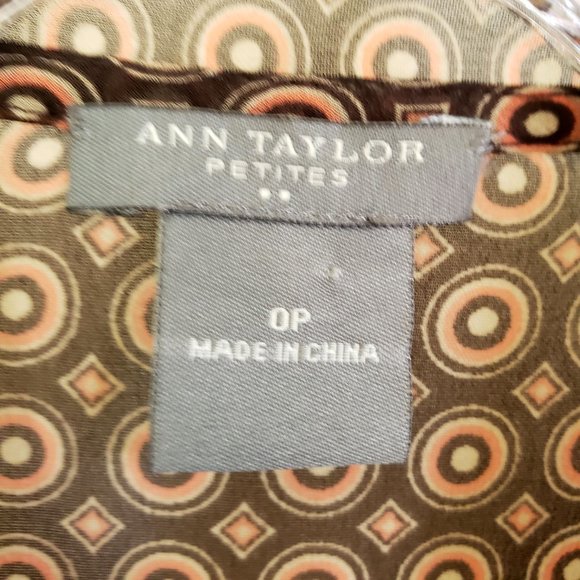 ANN TAYLOR
PETITES
0P
MADE IN CHINA